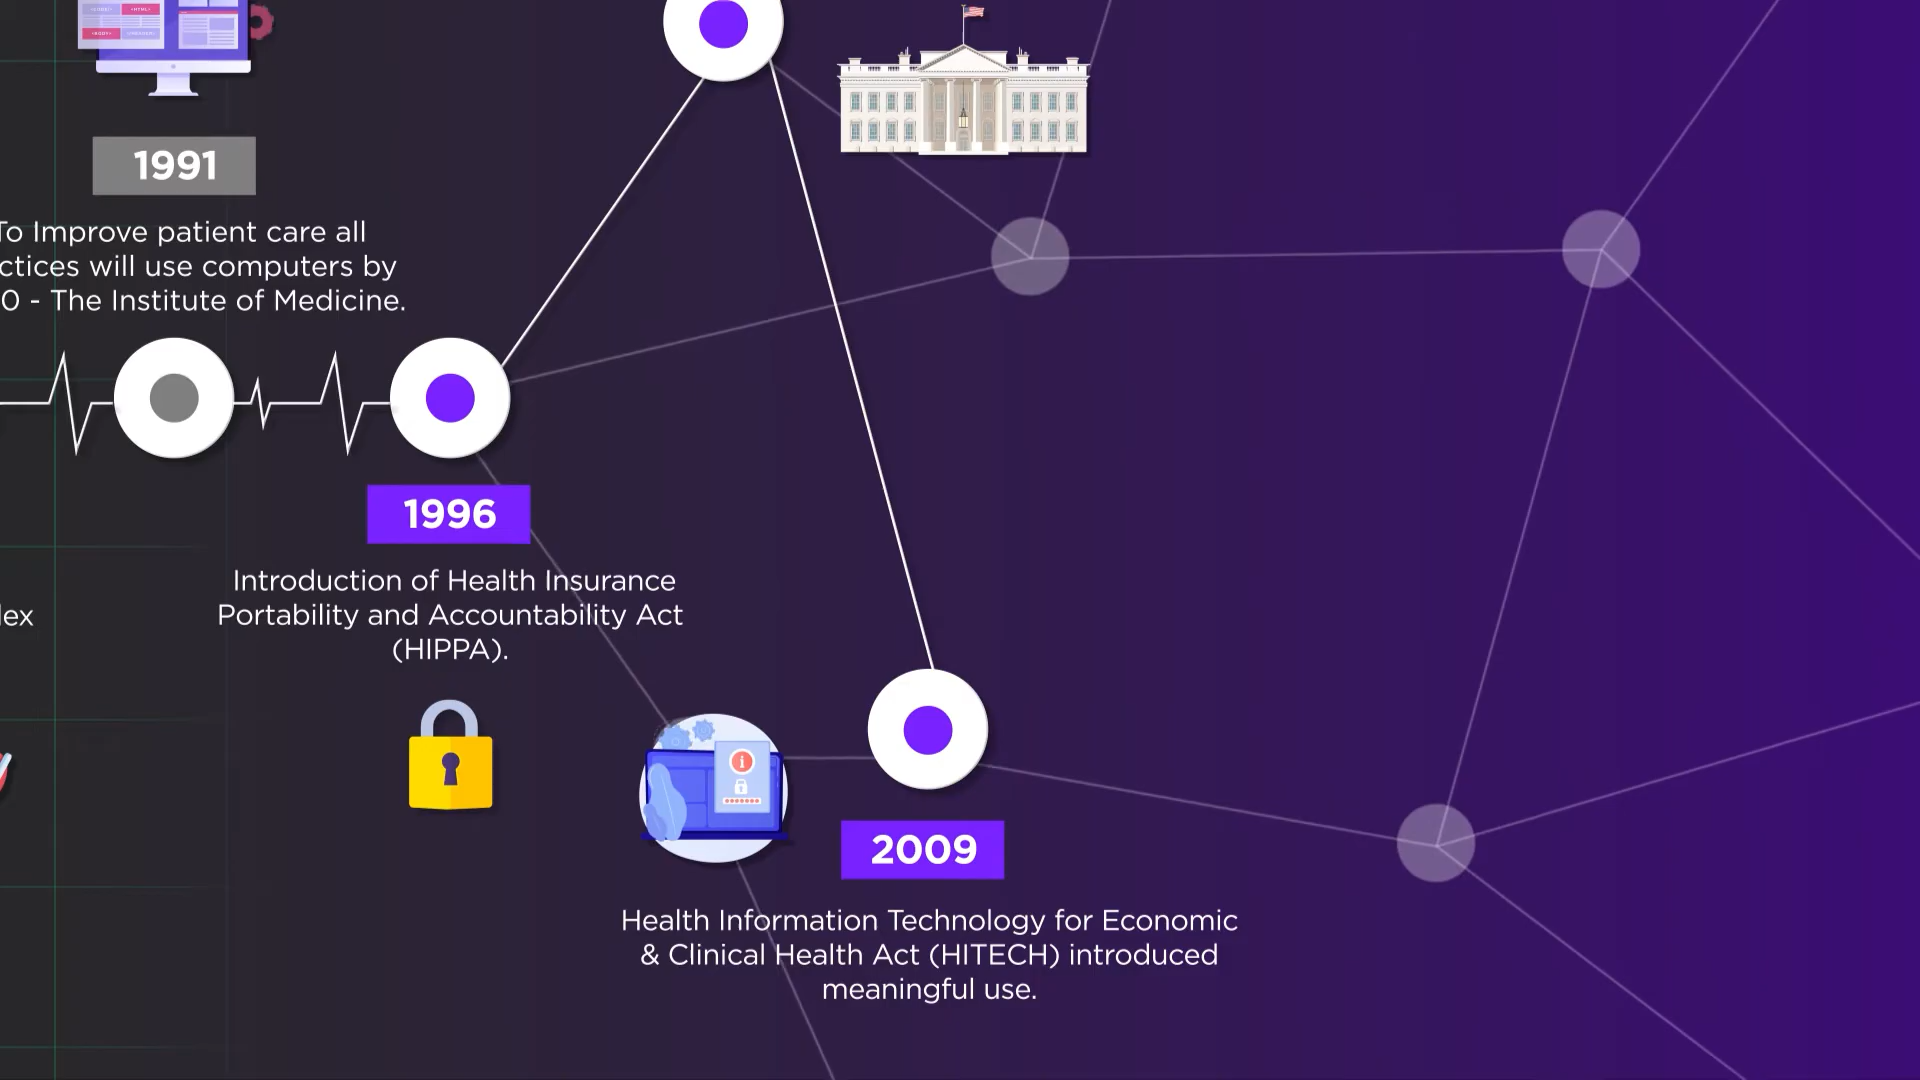 1991
To Improve patient care all
ctices will use computers by
0 - The Institute of Medicine.
1996
Introduction of Health Insurance
Portability and Accountability Act
(HIPPA).
lex
2009
Health Information Technology for Economic
& Clinical Health Act (HITECH) introduced
meaningful use.